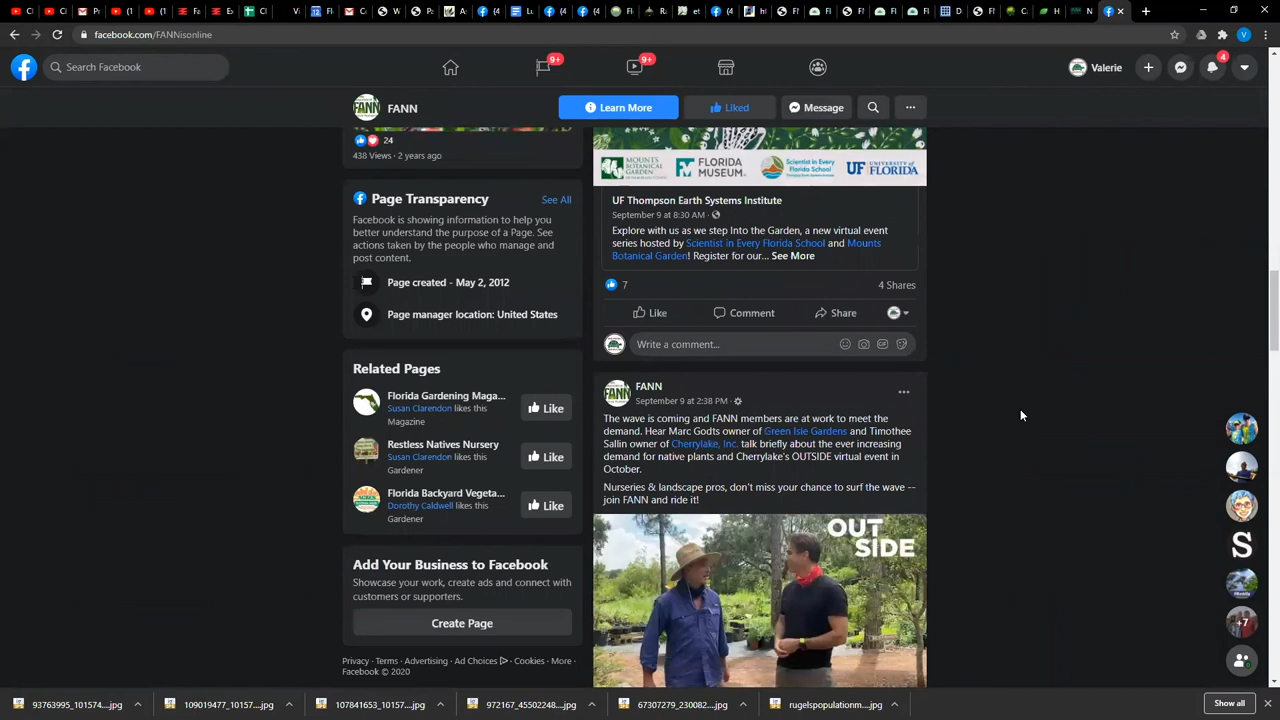 facebook.com/FANNisonline
Search Facebook
9+
9+
Valerie
4
FANN
Learn More
Liked
Message
24
438 Views · 2 years ago
Page Transparency
See All
Facebook is showing information to help you
better understand the purpose of a Page. See
actions taken by the people who manage and
post content.
Page created - May 2, 2012
Page manager location: United States
Related Pages
Florida Gardening Maga...
Susan Clarendon likes this
Magazine
Like
Restless Natives Nursery
Susan Clarendon likes this
Gardener
Like
Florida Backyard Vegeta...
Dorothy Caldwell likes this
Gardener
Like
Add Your Business to Facebook
Showcase your work, create ads and connect with
customers or supporters.
Create Page
Privacy · Terms · Advertising · Ad Choices · Cookies · More ·
Facebook © 2020
MOUNTS
BOTANICAL
GARDEN
FLORIDA
MUSEUM
Scientist in Every
Florida School
UF UNIVERSITY of
FLORIDA
UF Thompson Earth Systems Institute
September 9 at 8:30 AM ·
Explore with us as we step Into the Garden, a new virtual event
series hosted by Scientist in Every Florida School and Mounts
Botanical Garden! Register for our... See More
7
4 Shares
Like
Comment
Share
Write a comment...
FANN
September 9 at 2:38 PM ·
The wave is coming and FANN members are at work to meet the
demand. Hear Marc Godts owner of Green Isle Gardens and Timothee
Sallin owner of Cherrylake, Inc. talk briefly about the ever increasing
demand for native plants and Cherrylake's OUTSIDE virtual event in
October.
Nurseries & landscape pros, don't miss your chance to surf the wave --
join FANN and ride it!
OUT
SIDE
S
+7
93763995_10_1574....jpg
109019477_10157....jpg
107841653_10157....jpg
972167_45502248....jpg
67307279_230082....jpg
rugelspopulationm....jpg
Show all